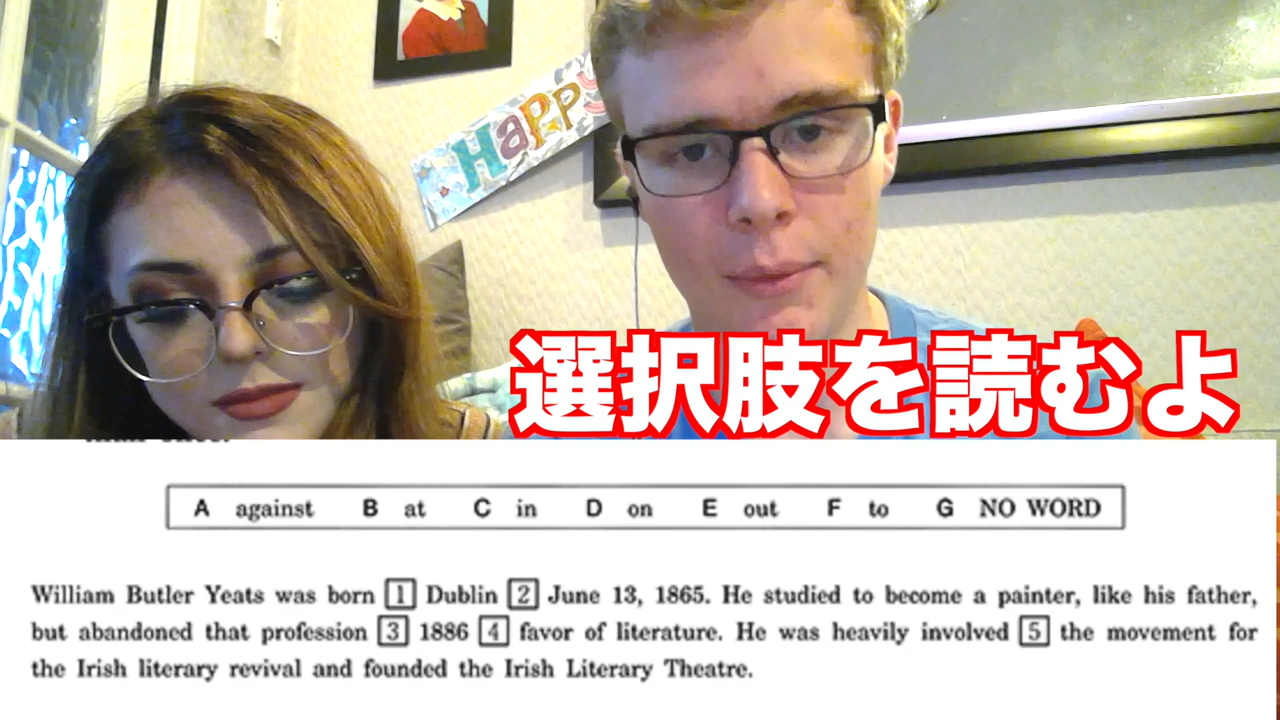 HAPPY
選択肢を読むよ
A against B at C in D on E out F to G NO WORD
William Butler Yeats was born 1 Dublin 2 June 13, 1865. He studied to become a painter, like his father,
but abandoned that profession 3 1886 4 favor of literature. He was heavily involved 5 the movement for
the Irish literary revival and founded the Irish Literary Theatre.